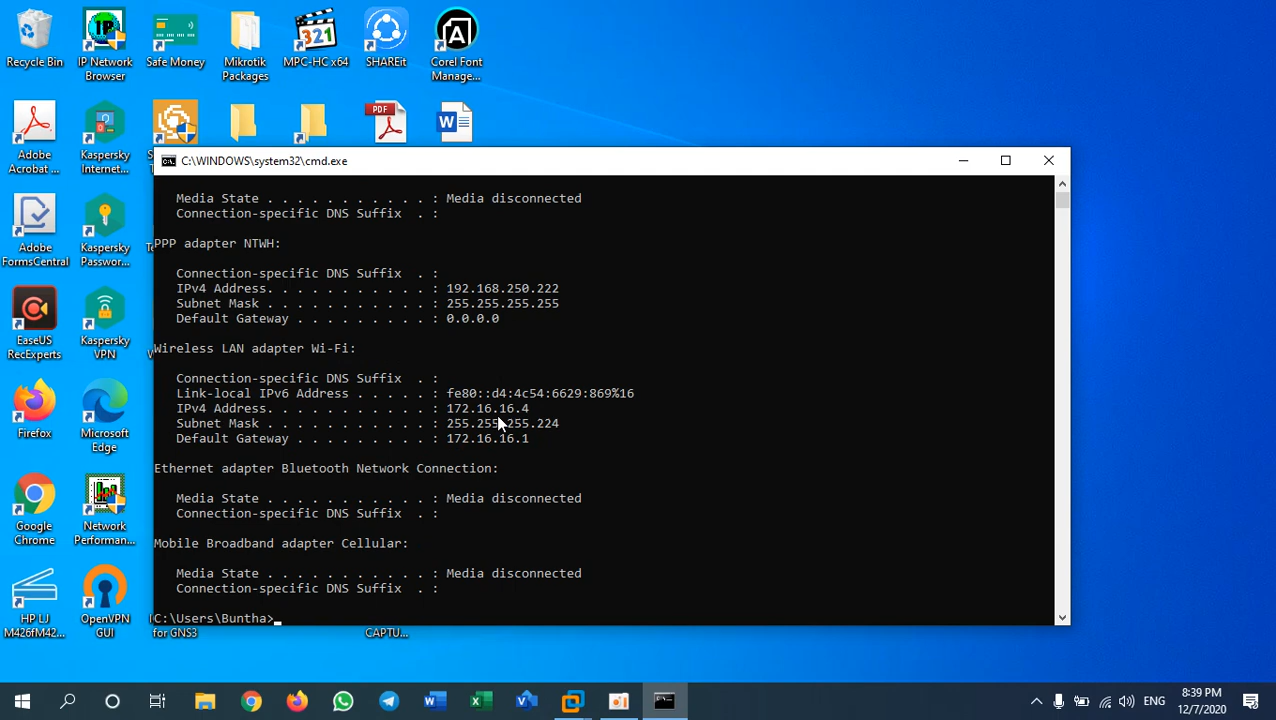 Recycle Bin
IP Network
Browser
Safe Money
Mikrotik
Packages
321
MPC-HC x64
SHAREit
Corel Font
Manage...
Adobe
Acrobat ...
Kaspersky
Internet...
PDF
Adobe
FormsCentral
Kaspersky
Passwor...
EaseUS
RecExperts
Kaspersky
VPN
Firefox
Microsoft
Edge
Google
Chrome
Network
Performan...
HP LJ
M426fM42...
OpenVPN
GUI
for GNS3
CAPTU...
C:\WINDOWS\system32\cmd.exe
Media State . . . . . . . . . . . : Media disconnected
Connection-specific DNS Suffix  . :
PPP adapter NTWH:
Connection-specific DNS Suffix  . :
IPv4 Address. . . . . . . . . . . : 192.168.250.222
Subnet Mask . . . . . . . . . . . : 255.255.255.255
Default Gateway . . . . . . . . . : 0.0.0.0
Wireless LAN adapter Wi-Fi:
Connection-specific DNS Suffix  . :
Link-local IPv6 Address . . . . . : fe80::d4:4c54:6629:869%16
IPv4 Address. . . . . . . . . . . : 172.16.16.4
Subnet Mask . . . . . . . . . . . : 255.255.255.224
Default Gateway . . . . . . . . . : 172.16.16.1
Ethernet adapter Bluetooth Network Connection:
Media State . . . . . . . . . . . : Media disconnected
Connection-specific DNS Suffix  . :
Mobile Broadband adapter Cellular:
Media State . . . . . . . . . . . : Media disconnected
Connection-specific DNS Suffix  . :
C:\Users\Buntha>
ENG
8:39 PM
12/7/2020